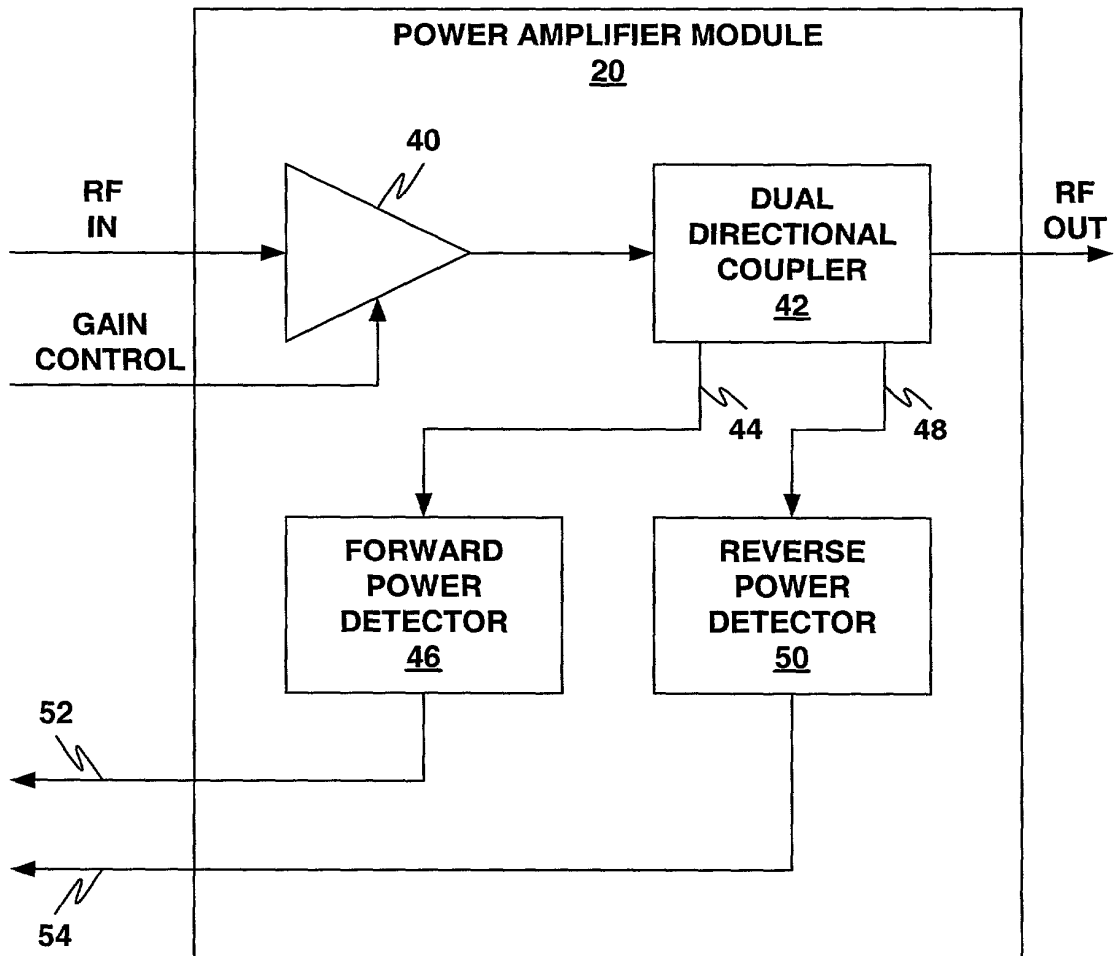 POWER AMPLIFIER MODULE
20
40
RF
IN
GAIN
CONTROL
DUAL
DIRECTIONAL
COUPLER
42
RF
OUT
44
48
FORWARD
POWER
DETECTOR
46
REVERSE
POWER
DETECTOR
50
52
54